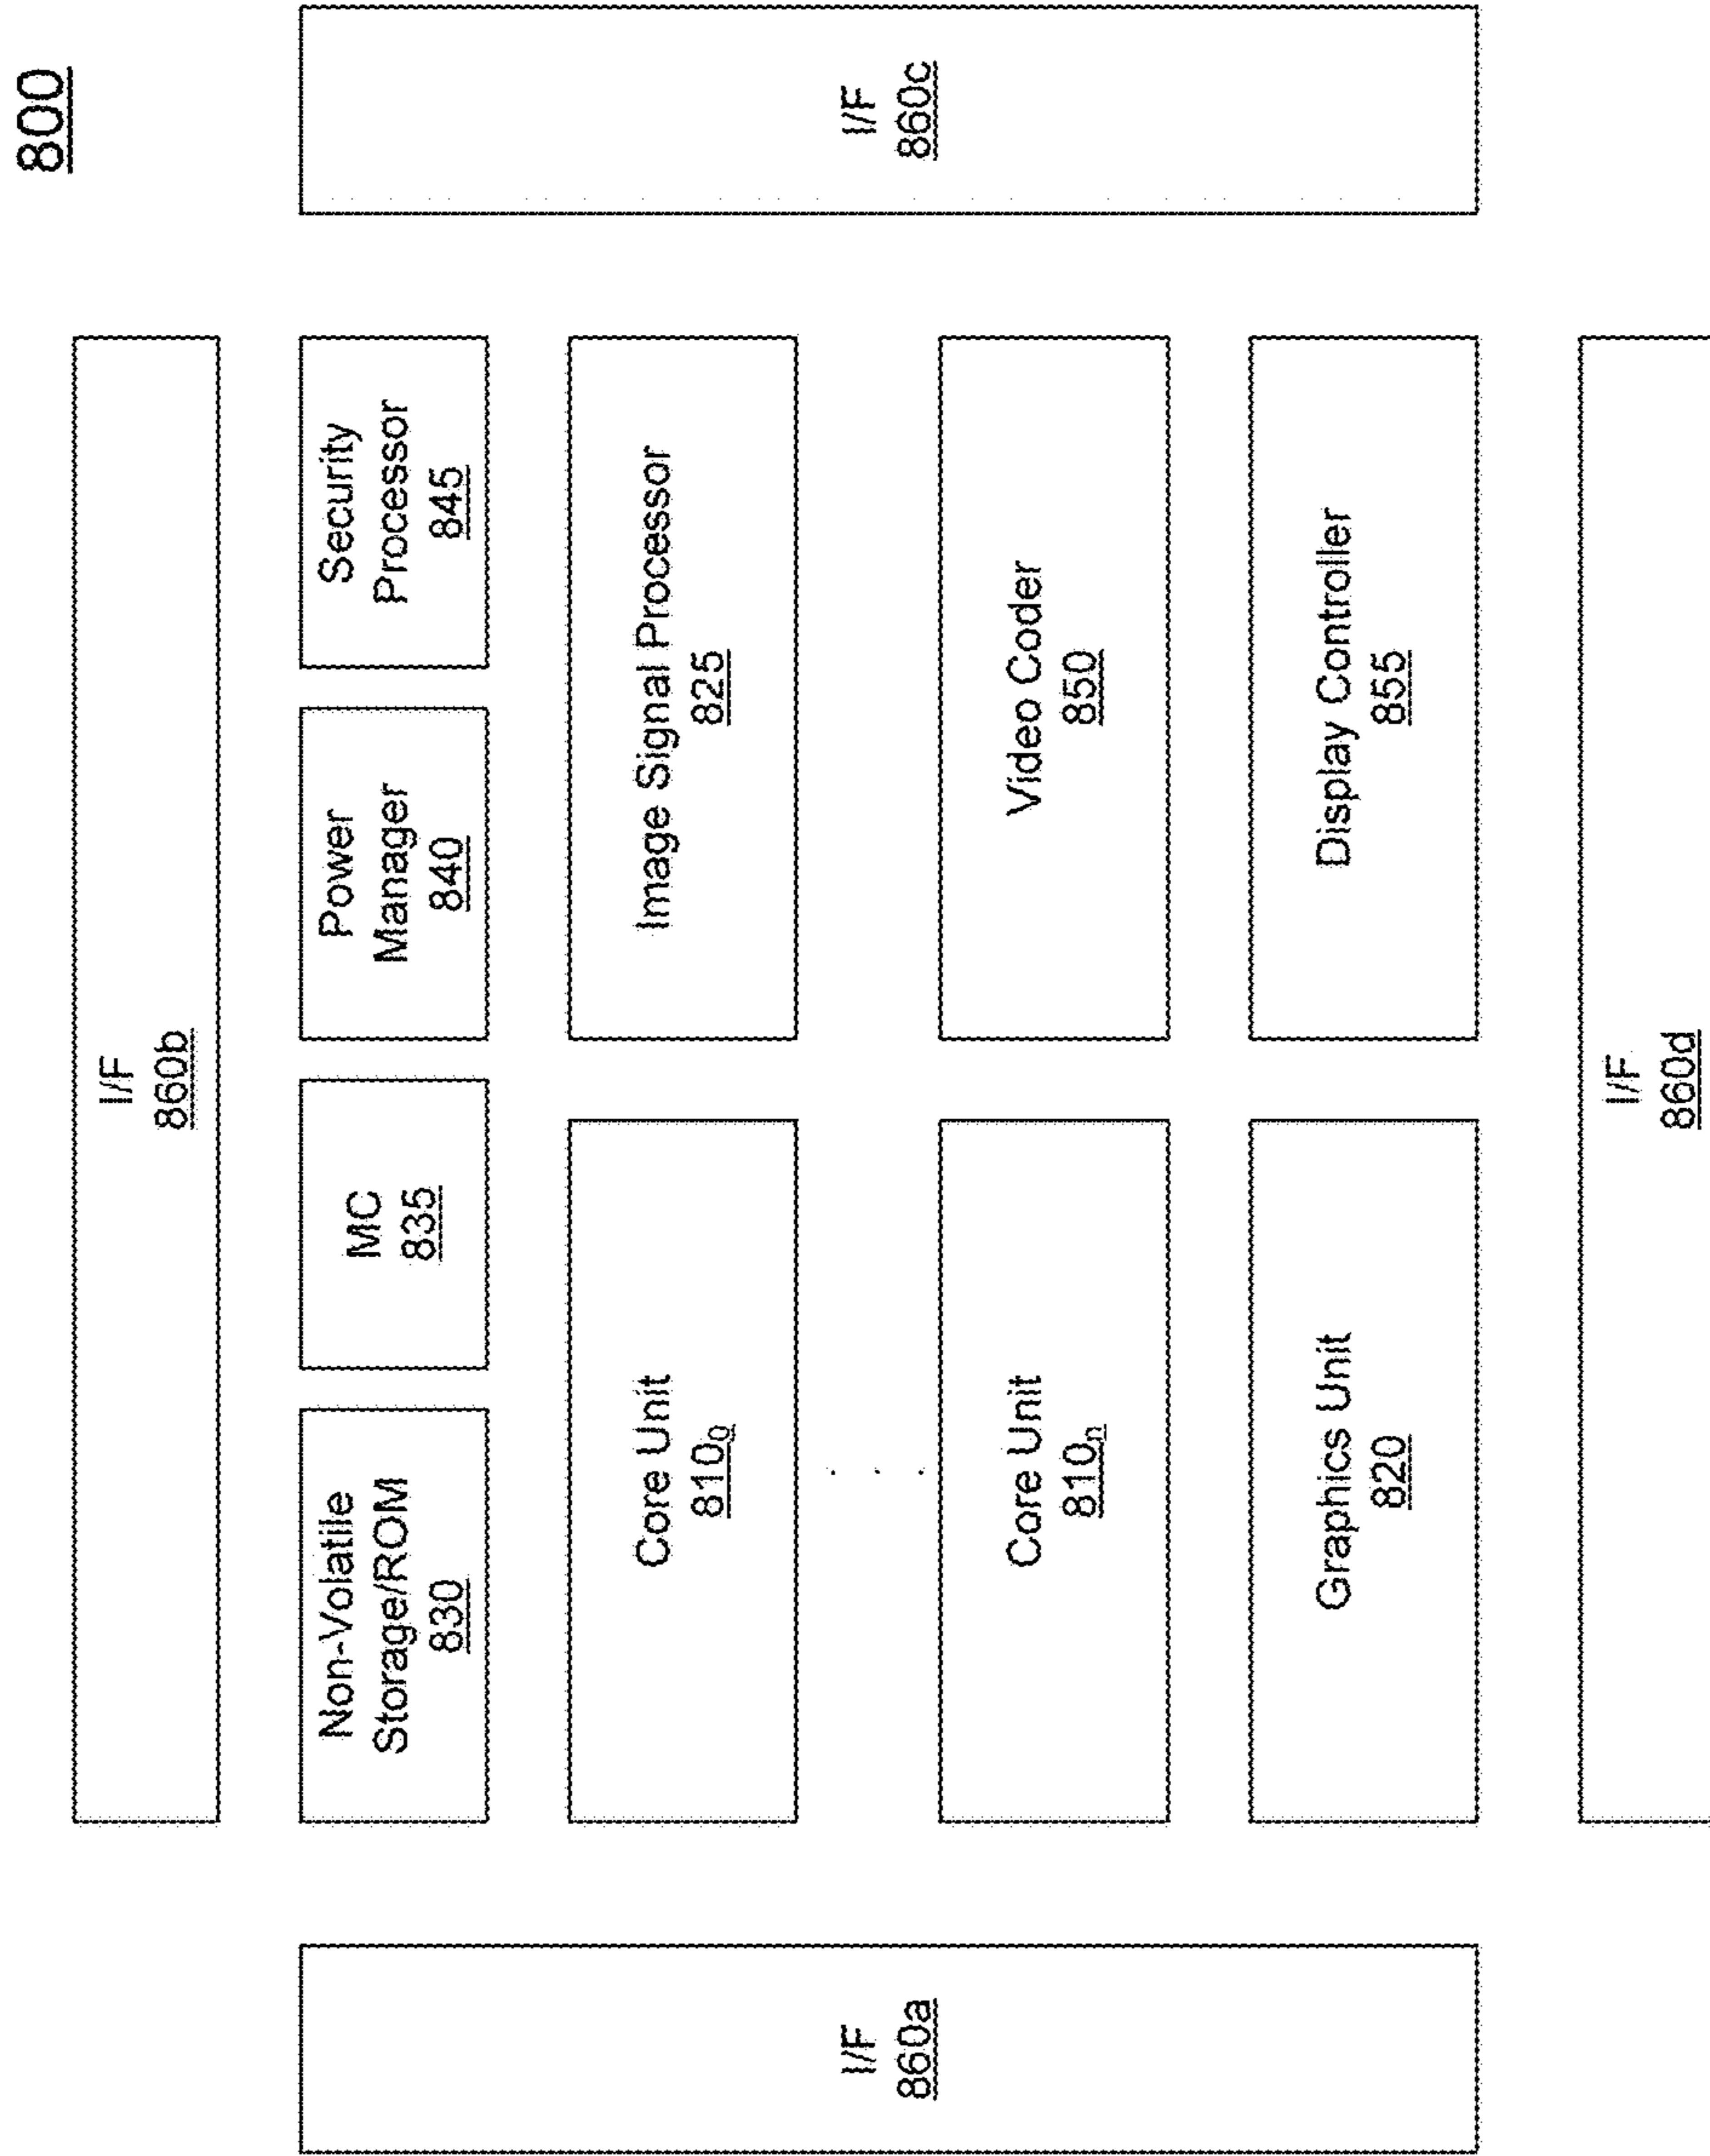 800
I/F
860b
Non-Volatile
Storage/ROM
830
MC
835
Power
Manager
840
Security
Processor
845
I/F
860a
Core Unit
810₀
Image Signal Processor
825
I/F
860c
. . .
Core Unit
810ₙ
Video Coder
850
Graphics Unit
820
Display Controller
855
I/F
860d